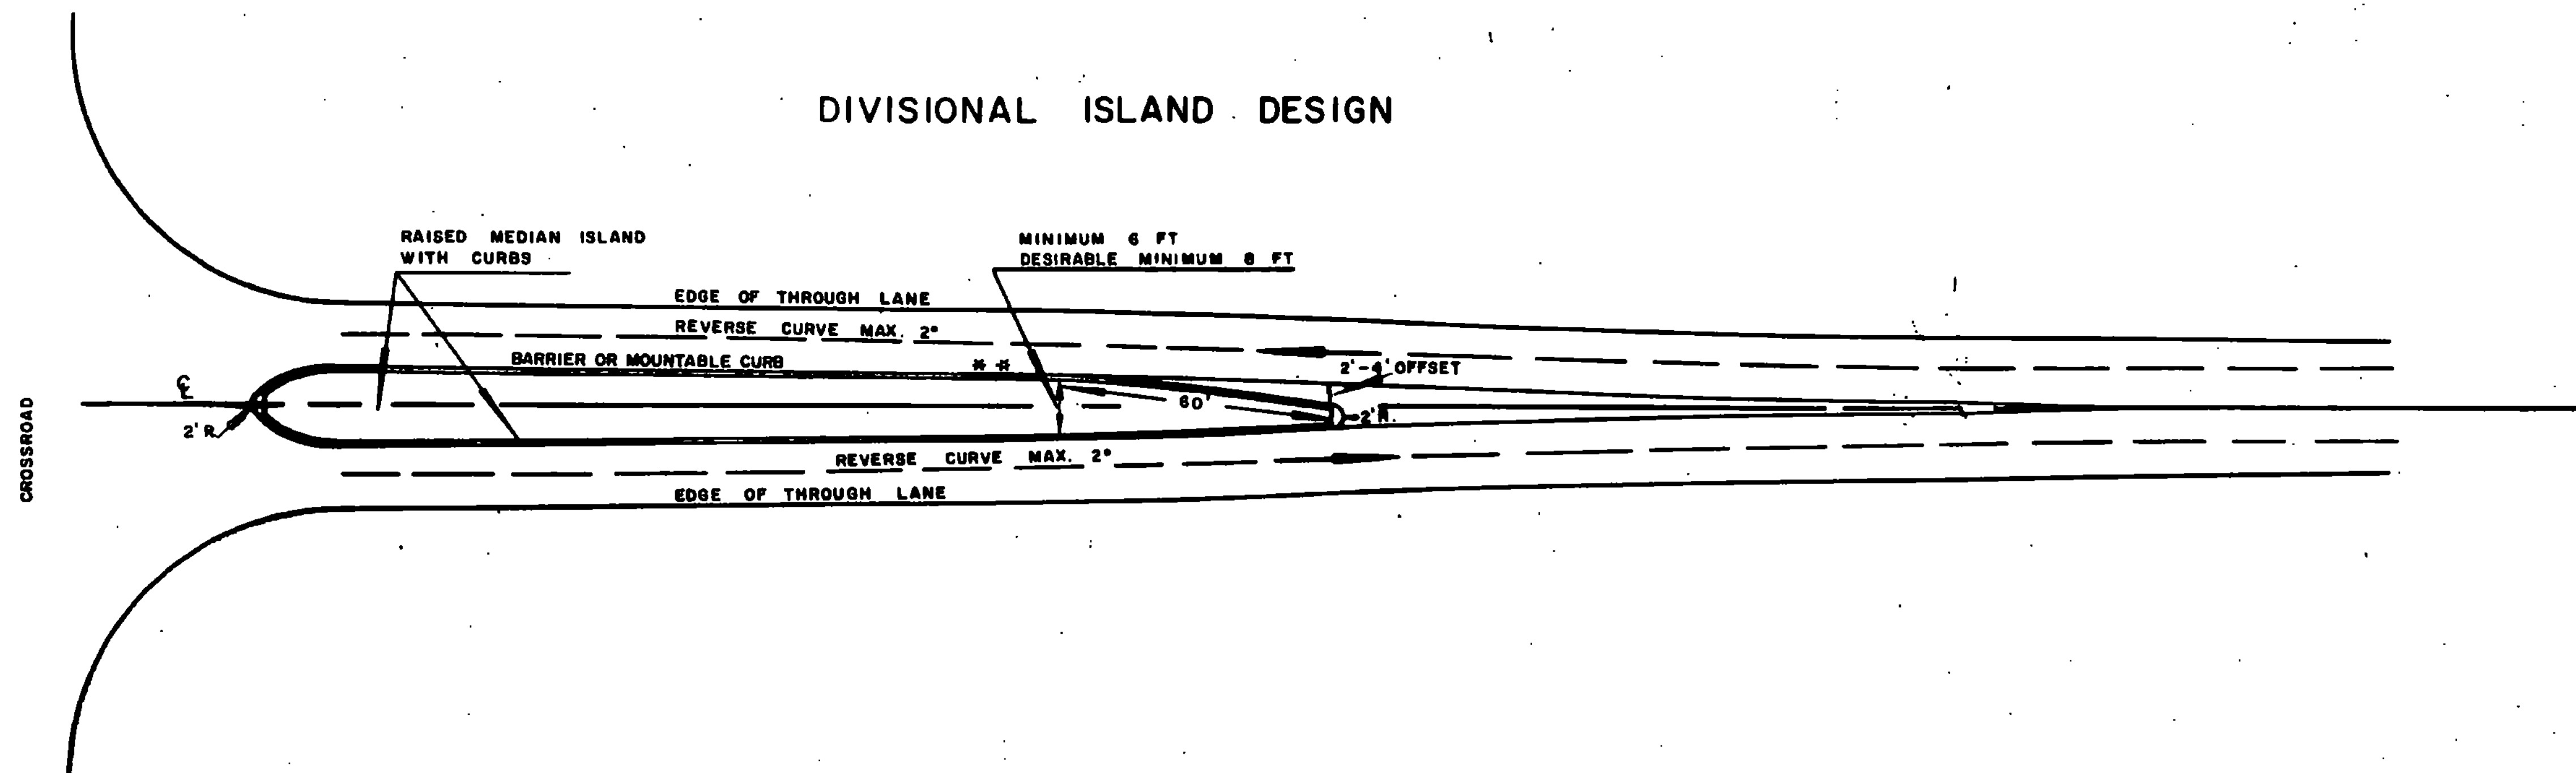 DIVISIONAL ISLAND DESIGN
RAISED MEDIAN ISLAND
WITH CURBS
MINIMUM 6 FT
DESIRABLE MINIMUM 8 FT
EDGE OF THROUGH LANE
REVERSE CURVE MAX. 2°
BARRIER OR MOUNTABLE CURB
**
2'-4' OFFSET
℄
60'
2' R.
2' R.
CROSSROAD
REVERSE CURVE MAX. 2°
EDGE OF THROUGH LANE